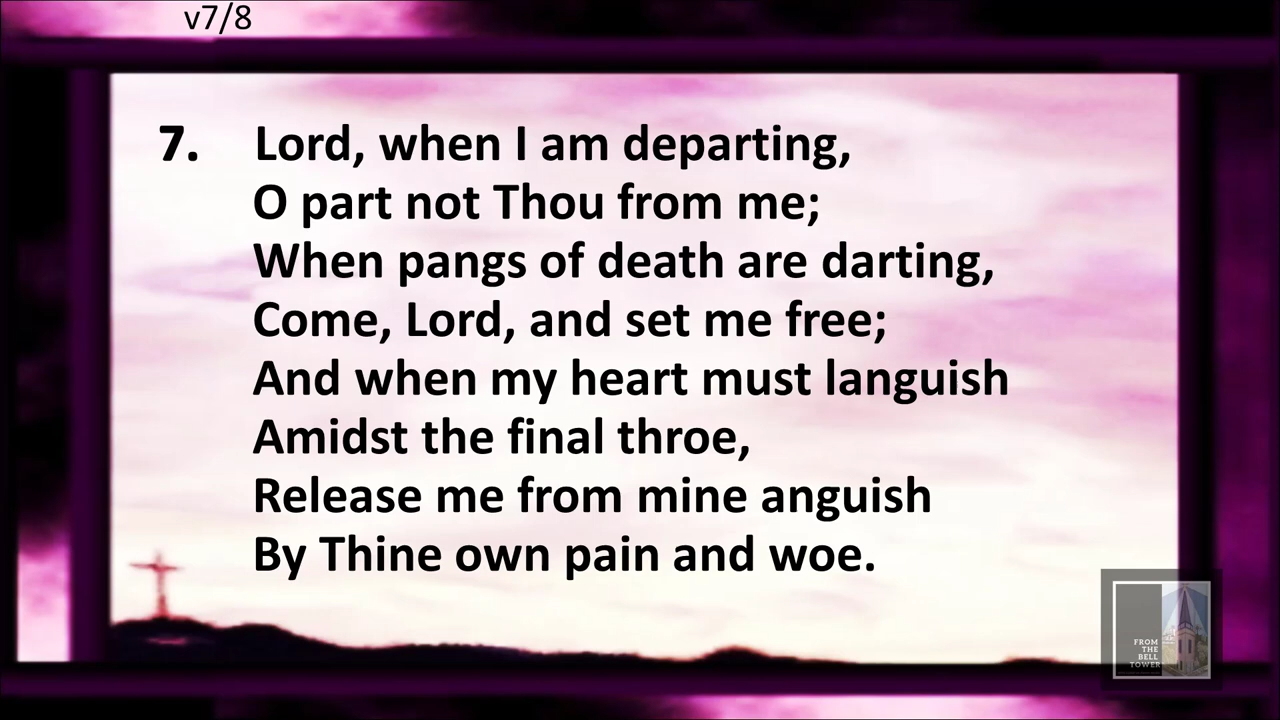 v7/8
7. Lord, when I am departing,
O part not Thou from me;
When pangs of death are darting,
Come, Lord, and set me free;
And when my heart must languish
Amidst the final throe,
Release me from mine anguish
By Thine own pain and woe.
FROM
THE
BELL
TOWER